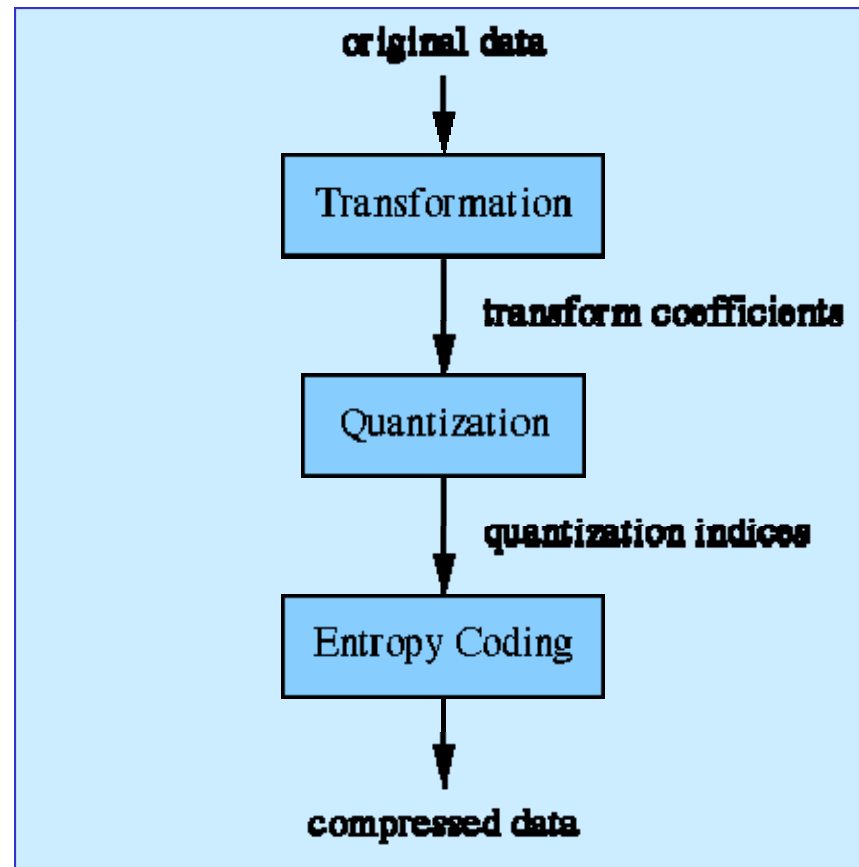 original data
Transformation
transform coefficients
Quantization
quantization indices
Entropy Coding
compressed data